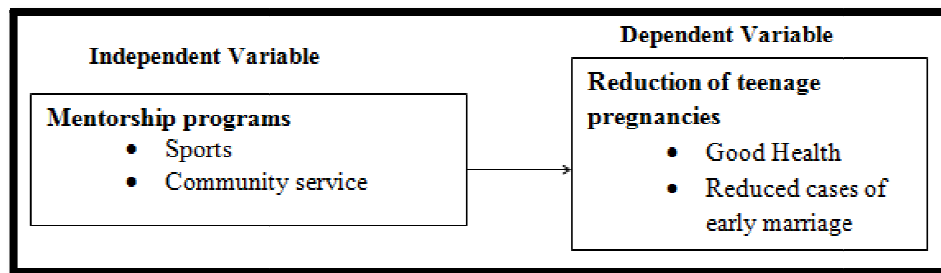 Independent Variable
Mentorship programs
• Sports
• Community service
Dependent Variable
Reduction of teenage
pregnancies
• Good Health
• Reduced cases of
early marriage